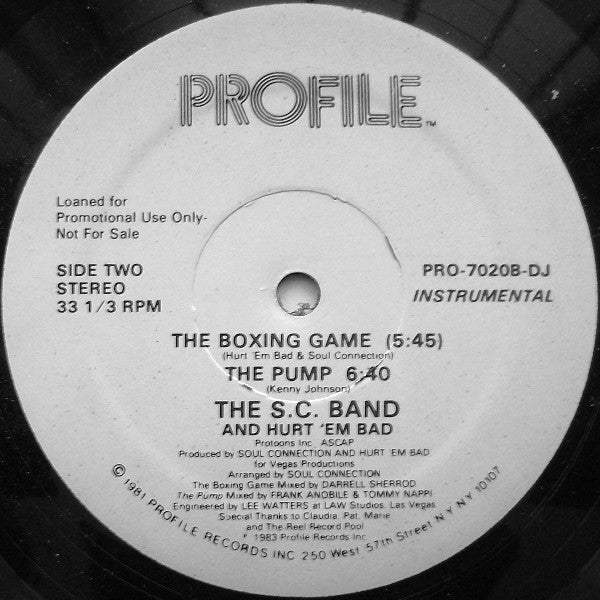 PROFILE™
Loaned for
Promotional Use Only-
Not For Sale
SIDE TWO
STEREO
33 1/3 RPM
PRO-7020B-DJ
INSTRUMENTAL
THE BOXING GAME (5:45)
(Hurt 'Em Bad & Soul Connection)
THE PUMP 6:40
(Kenny Johnson)
THE S.C. BAND
AND HURT 'EM BAD
Protoons Inc. ASCAP
Produced by SOUL CONNECTION AND HURT 'EM BAD
for Vegas Productions
Arranged by SOUL CONNECTION
The Boxing Game Mixed by DARRELL SHERROD
The Pump Mixed by FRANK ANOBILE & TOMMY NAPPI
Engineered by LEE WATTERS at LAW Studios, Las Vegas
Special Thanks to Claudia, Pat, Marie
and The Reel Record Pool
℗ 1983 Profile Records Inc
© 1981 PROFILE RECORDS INC 250 West 57th Street NY NY 10107